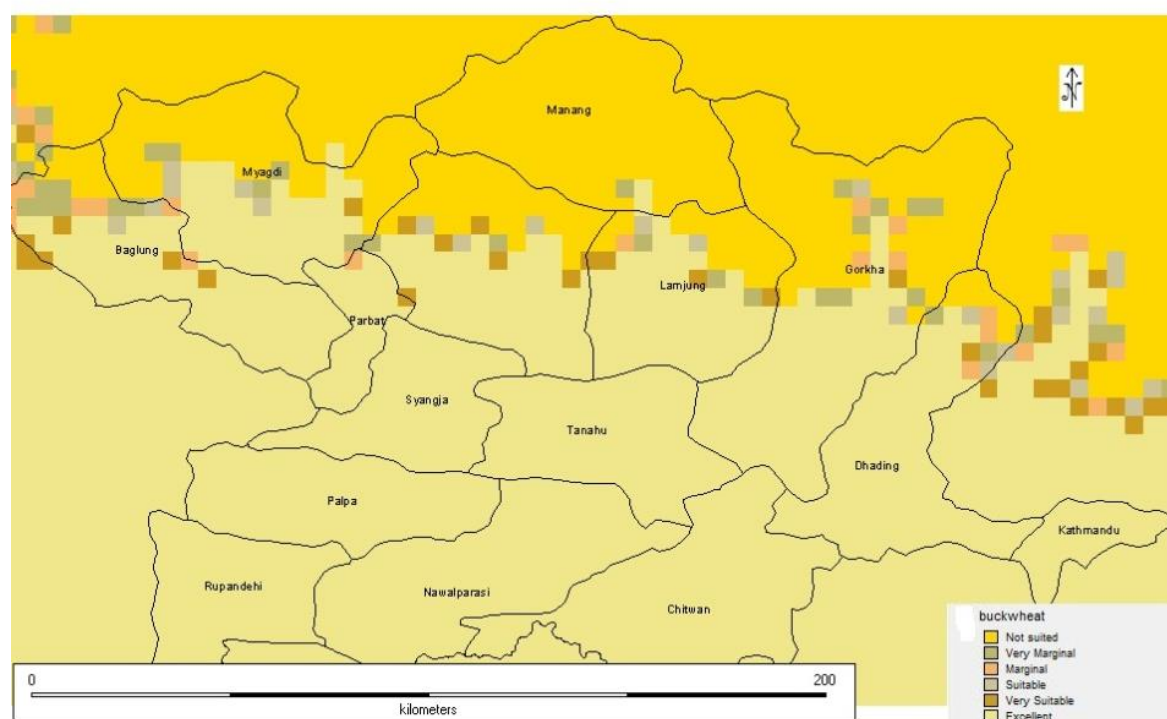 Manang
Myagdi
Baglung
Gorkha
Lamjung
Parbat
Syangja
Tanahu
Dhading
Palpa
Kathmandu
Rupandehi
Nawalparasi
Chitwan
buckwheat
Not suited
Very Marginal
Marginal
Suitable
Very Suitable
Excellent
0 200
kilometers